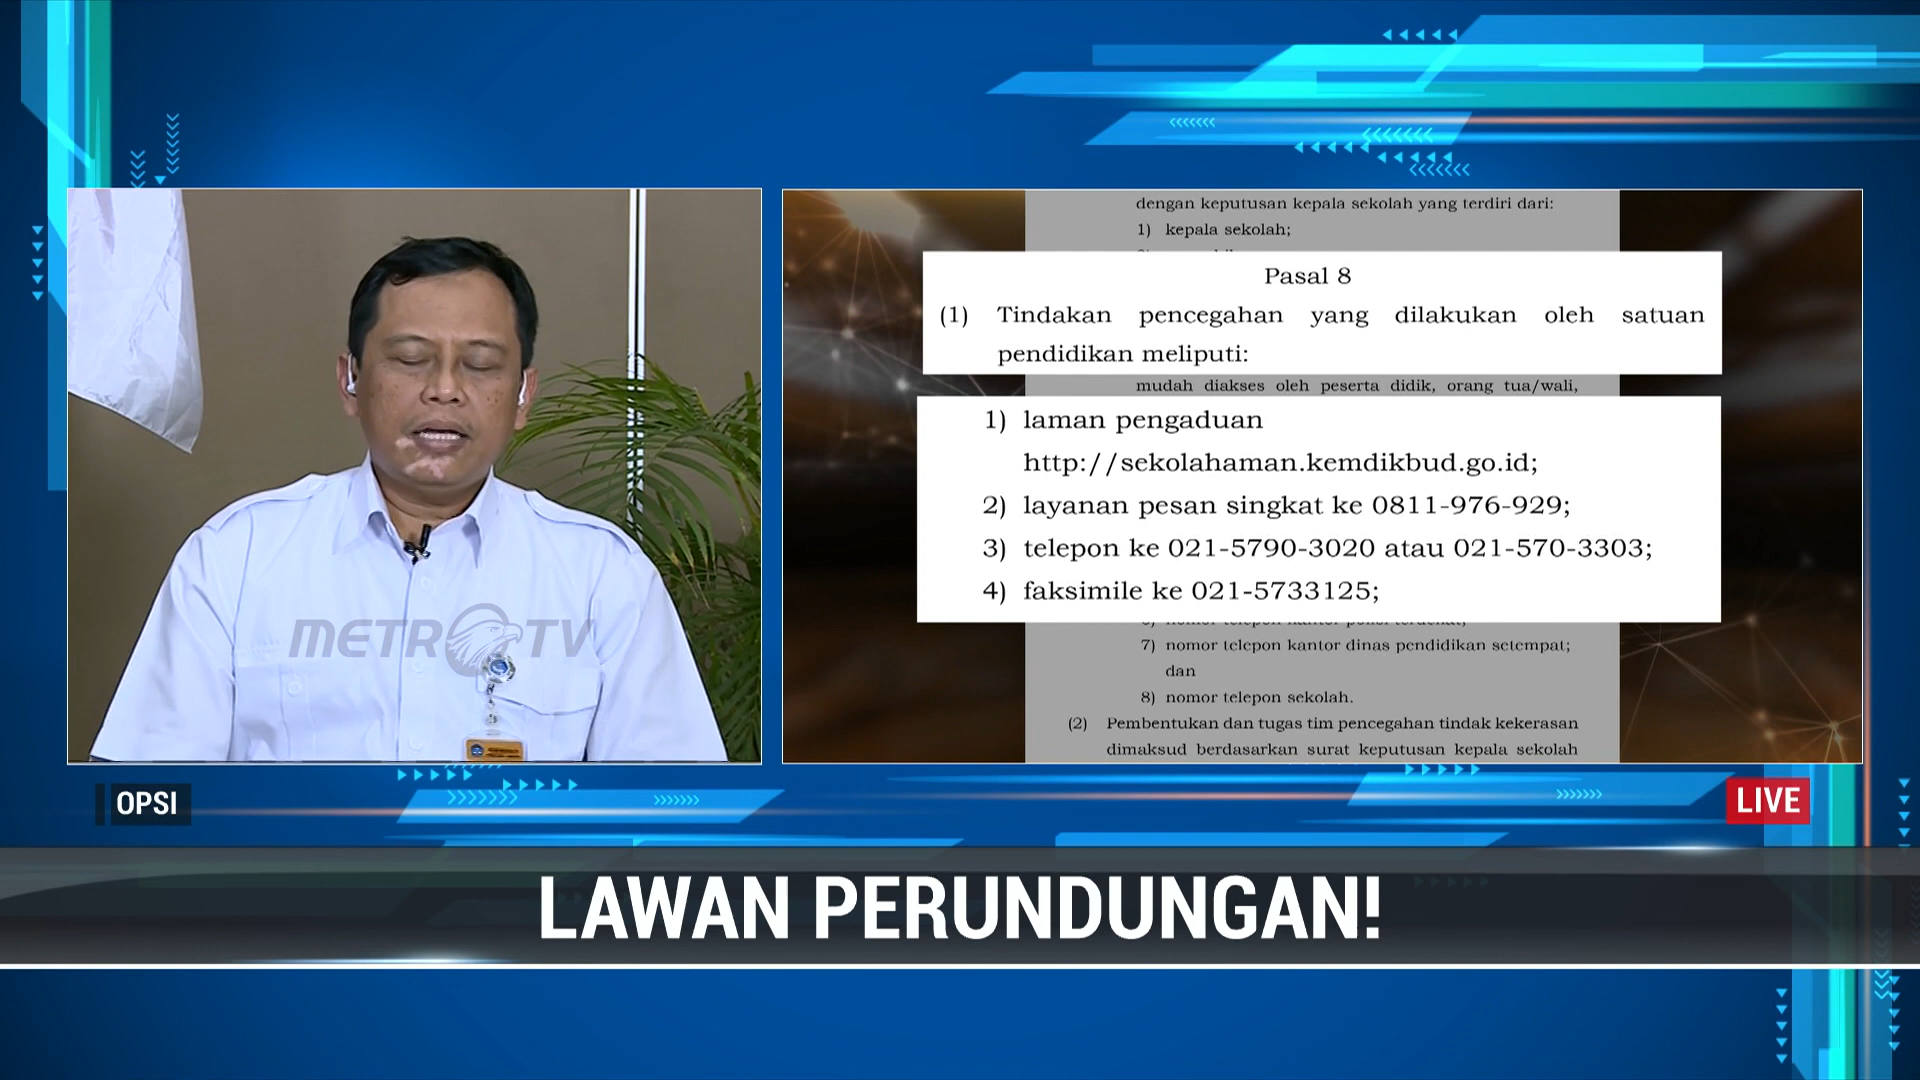 dengan keputusan kepala sekolah yang terdiri dari:
1) kepala sekolah;
Pasal 8
(1) Tindakan pencegahan yang dilakukan oleh satuan
pendidikan meliputi:
mudah diakses oleh peserta didik, orang tua/wali,
1) laman pengaduan
http://sekolahaman.kemdikbud.go.id;
2) layanan pesan singkat ke 0811-976-929;
3) telepon ke 021-5790-3020 atau 021-570-3303;
4) faksimile ke 021-5733125;
7) nomor telepon kantor dinas pendidikan setempat;
dan
8) nomor telepon sekolah.
(2) Pembentukan dan tugas tim pencegahan tindak kekerasan
dimaksud berdasarkan surat keputusan kepala sekolah
METRO TV
OPSI
LIVE
LAWAN PERUNDUNGAN!